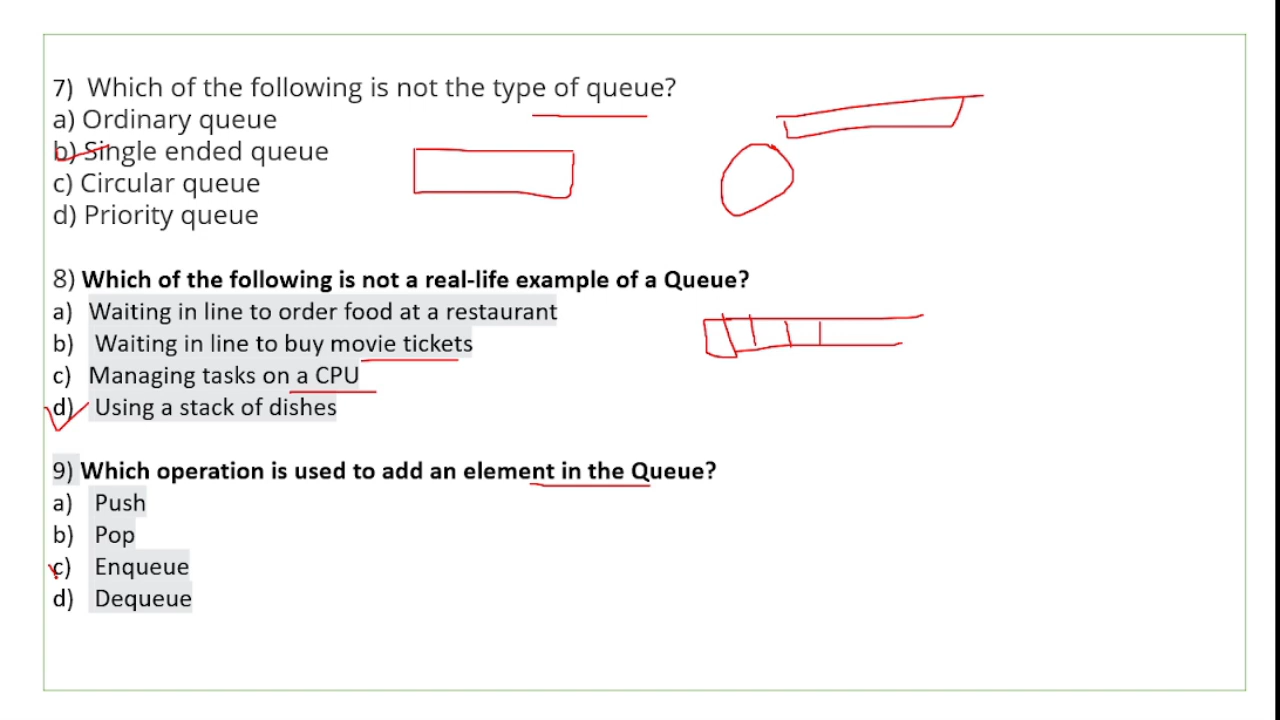 7) Which of the following is not the type of queue?
a) Ordinary queue
b) Single ended queue
c) Circular queue
d) Priority queue
8) Which of the following is not a real-life example of a Queue?
a) Waiting in line to order food at a restaurant
b) Waiting in line to buy movie tickets
c) Managing tasks on a CPU
d) Using a stack of dishes
9) Which operation is used to add an element in the Queue?
a) Push
b) Pop
c) Enqueue
d) Dequeue